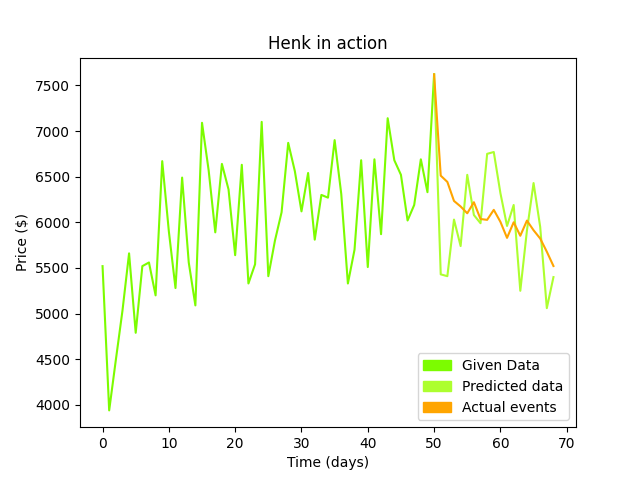 Henk in action
Price ($)
7500
7000
6500
6000
5500
5000
4500
4000
Given Data
Predicted data
Actual events
0 10 20 30 40 50 60 70
Time (days)